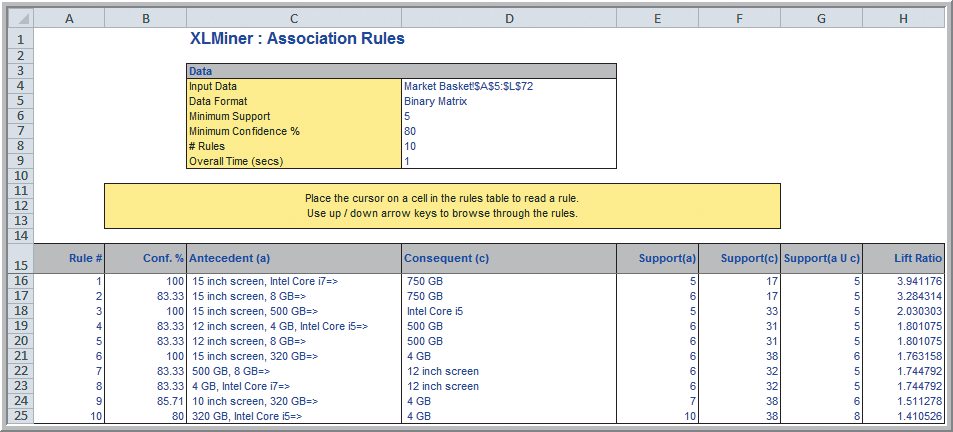 A B C D E F G H
1 XLMiner : Association Rules
2
3 Data
4 Input Data Market Basket!$A$5:$L$72
5 Data Format Binary Matrix
6 Minimum Support 5
7 Minimum Confidence % 80
8 # Rules 10
9 Overall Time (secs) 1
10
11 Place the cursor on a cell in the rules table to read a rule.
12 Use up / down arrow keys to browse through the rules.
13
14
15 Rule # Conf. % Antecedent (a) Consequent (c) Support(a) Support(c) Support(a U c) Lift Ratio
16 1 100 15 inch screen, Intel Core i7=> 750 GB 5 17 5 3.941176
17 2 83.33 15 inch screen, 8 GB=> 750 GB 6 17 5 3.284314
18 3 100 15 inch screen, 500 GB=> Intel Core i5 5 33 5 2.030303
19 4 83.33 12 inch screen, 4 GB, Intel Core i5=> 500 GB 6 31 5 1.801075
20 5 83.33 12 inch screen, 8 GB=> 500 GB 6 31 5 1.801075
21 6 100 15 inch screen, 320 GB=> 4 GB 6 38 6 1.763158
22 7 83.33 500 GB, 8 GB=> 12 inch screen 6 32 5 1.744792
23 8 83.33 4 GB, Intel Core i7=> 12 inch screen 6 32 5 1.744792
24 9 85.71 10 inch screen, 320 GB=> 4 GB 7 38 6 1.511278
25 10 80 320 GB, Intel Core i5=> 4 GB 10 38 8 1.410526